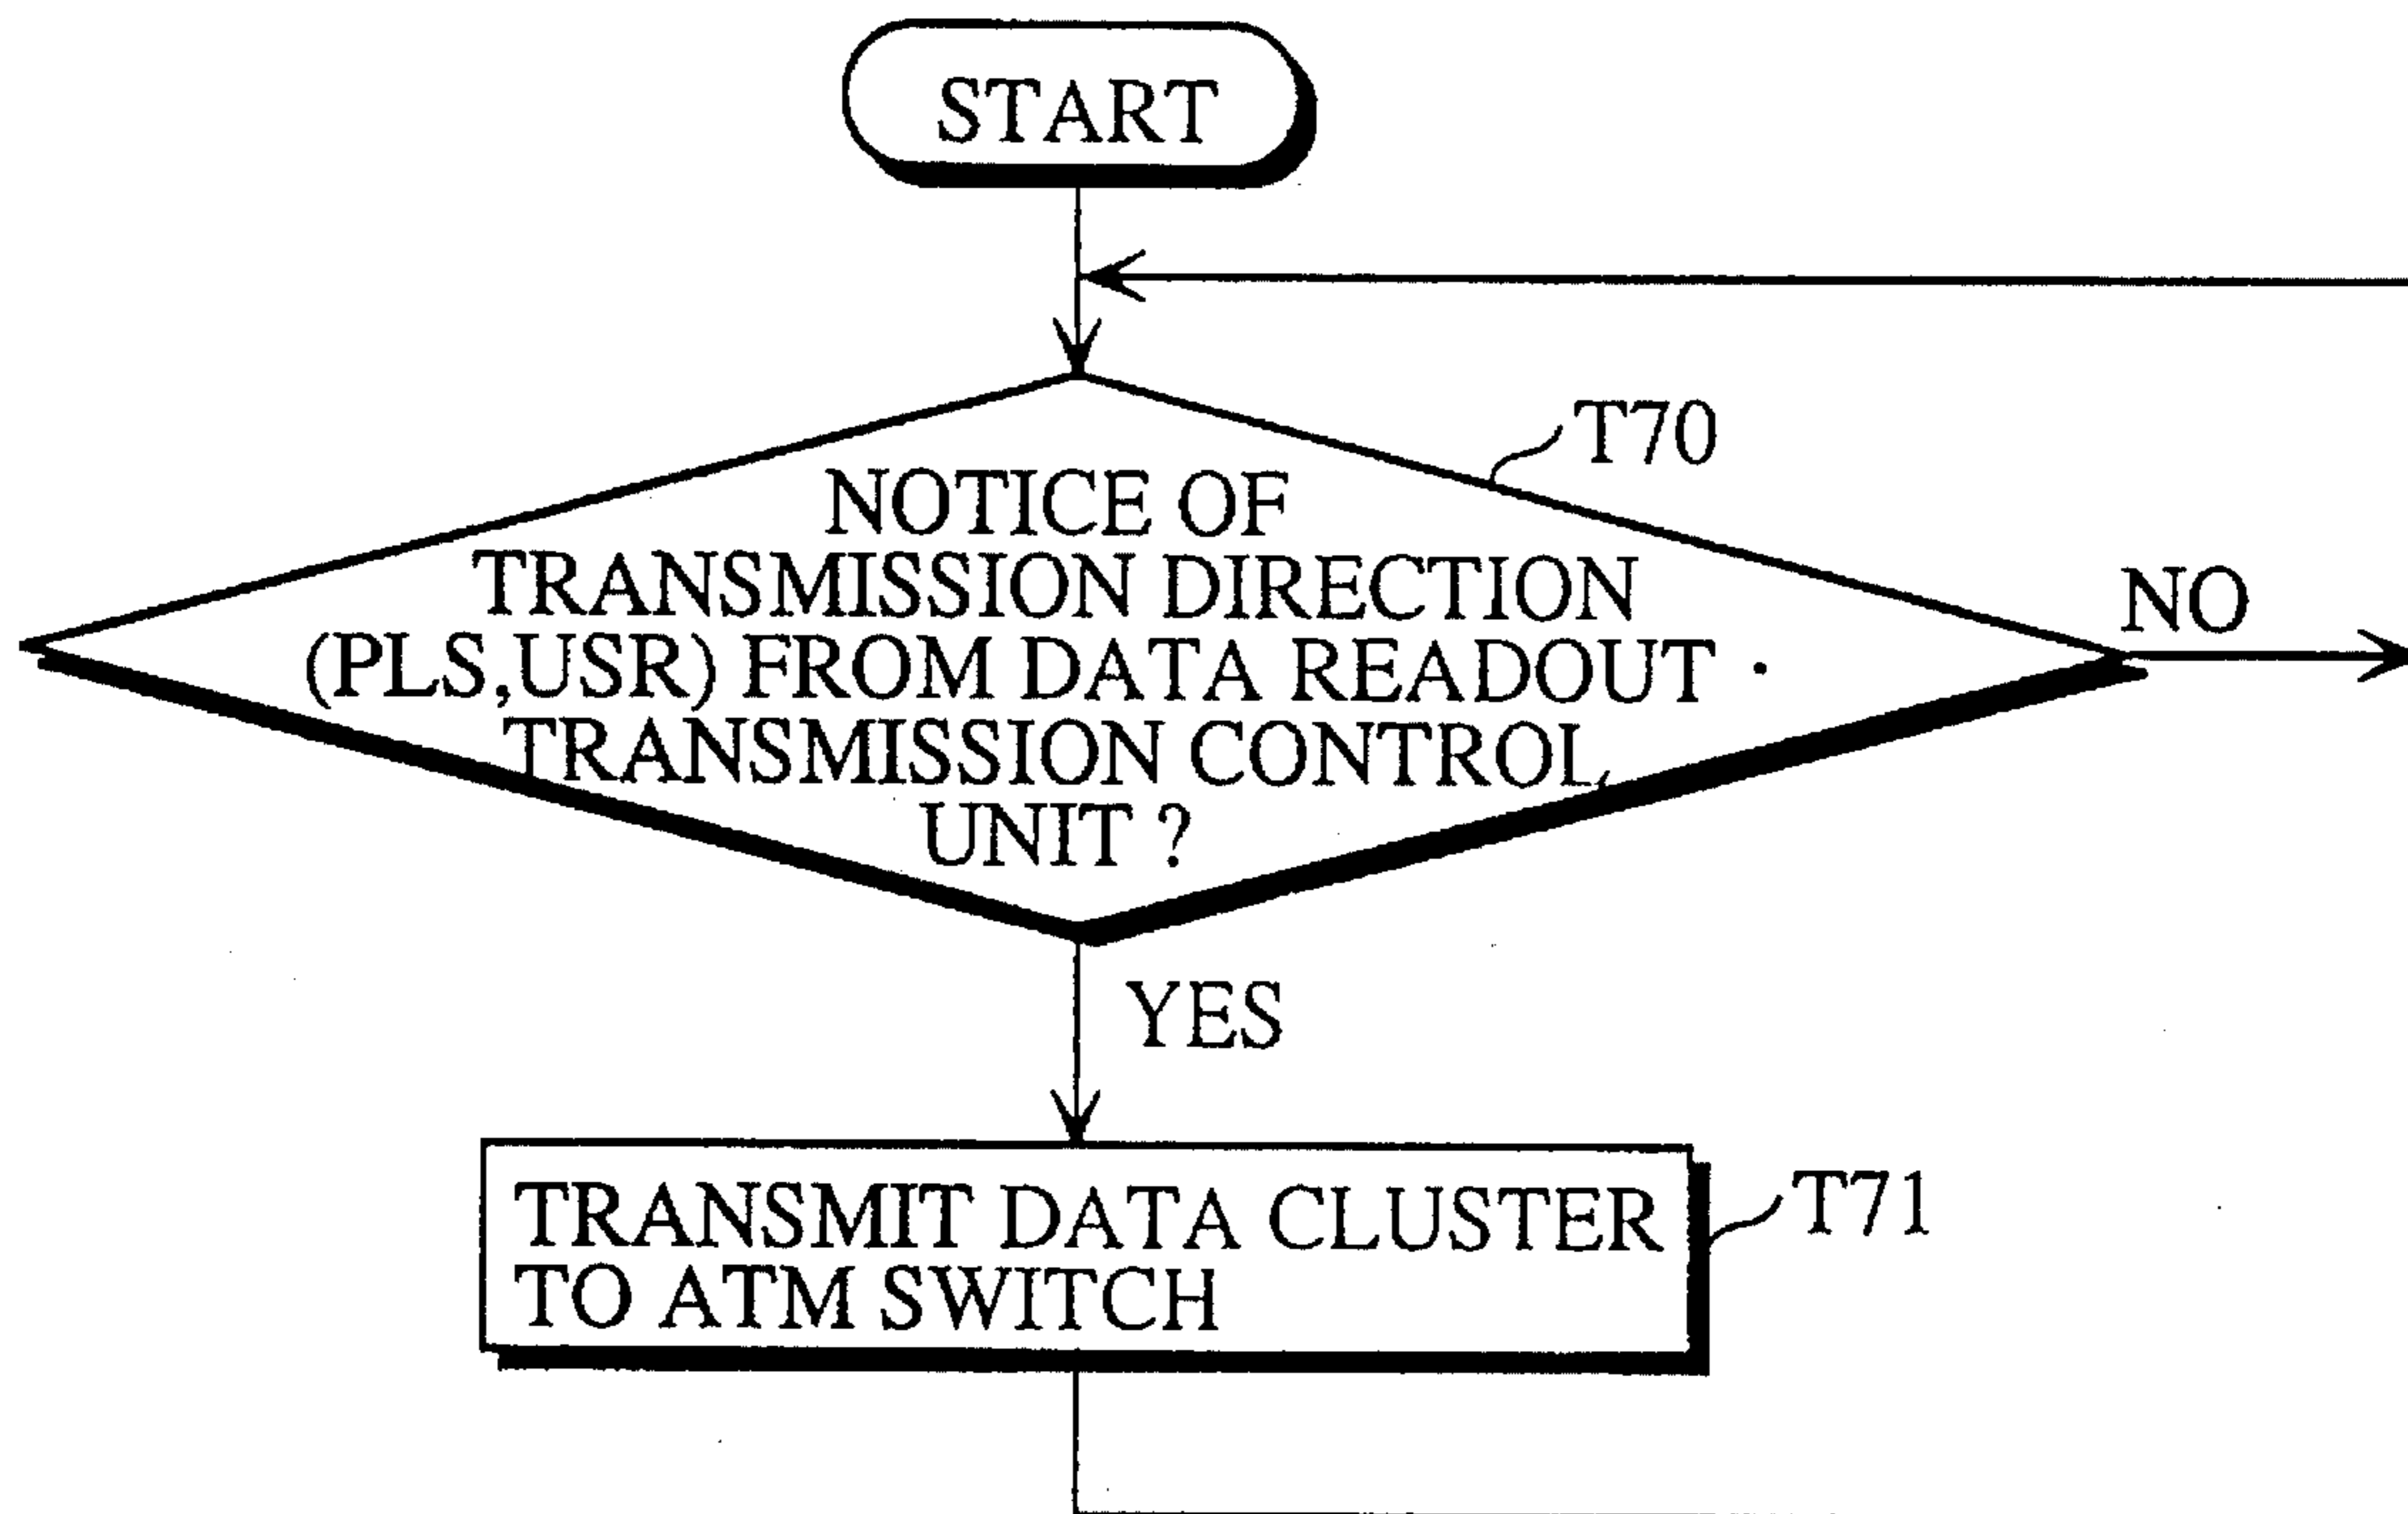 START
T70
NOTICE OF
TRANSMISSION DIRECTION
(PLS,USR) FROM DATA READOUT ·
TRANSMISSION CONTROL
UNIT ?
NO
YES
TRANSMIT DATA CLUSTER
TO ATM SWITCH
T71